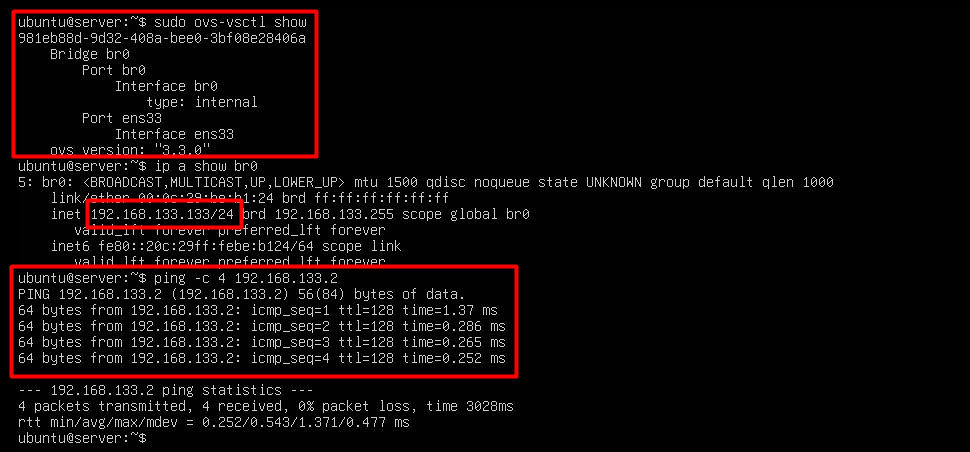 ubuntu@server:~$ sudo ovs-vsctl show
981eb88d-9d32-408a-bee0-3bf08e28406a
    Bridge br0
        Port br0
            Interface br0
                type: internal
        Port ens33
            Interface ens33
    ovs_version: "3.3.0"
ubuntu@server:~$ ip a show br0
5: br0: <BROADCAST,MULTICAST,UP,LOWER_UP> mtu 1500 qdisc noqueue state UNKNOWN group default qlen 1000
    link/ether 00:0c:29:be:b1:24 brd ff:ff:ff:ff:ff:ff
    inet 192.168.133.133/24 brd 192.168.133.255 scope global br0
       valid_lft forever preferred_lft forever
    inet6 fe80::20c:29ff:febe:b124/64 scope link
       valid_lft forever preferred_lft forever
ubuntu@server:~$ ping -c 4 192.168.133.2
PING 192.168.133.2 (192.168.133.2) 56(84) bytes of data.
64 bytes from 192.168.133.2: icmp_seq=1 ttl=128 time=1.37 ms
64 bytes from 192.168.133.2: icmp_seq=2 ttl=128 time=0.286 ms
64 bytes from 192.168.133.2: icmp_seq=3 ttl=128 time=0.265 ms
64 bytes from 192.168.133.2: icmp_seq=4 ttl=128 time=0.252 ms
--- 192.168.133.2 ping statistics ---
4 packets transmitted, 4 received, 0% packet loss, time 3028ms
rtt min/avg/max/mdev = 0.252/0.543/1.371/0.477 ms
ubuntu@server:~$